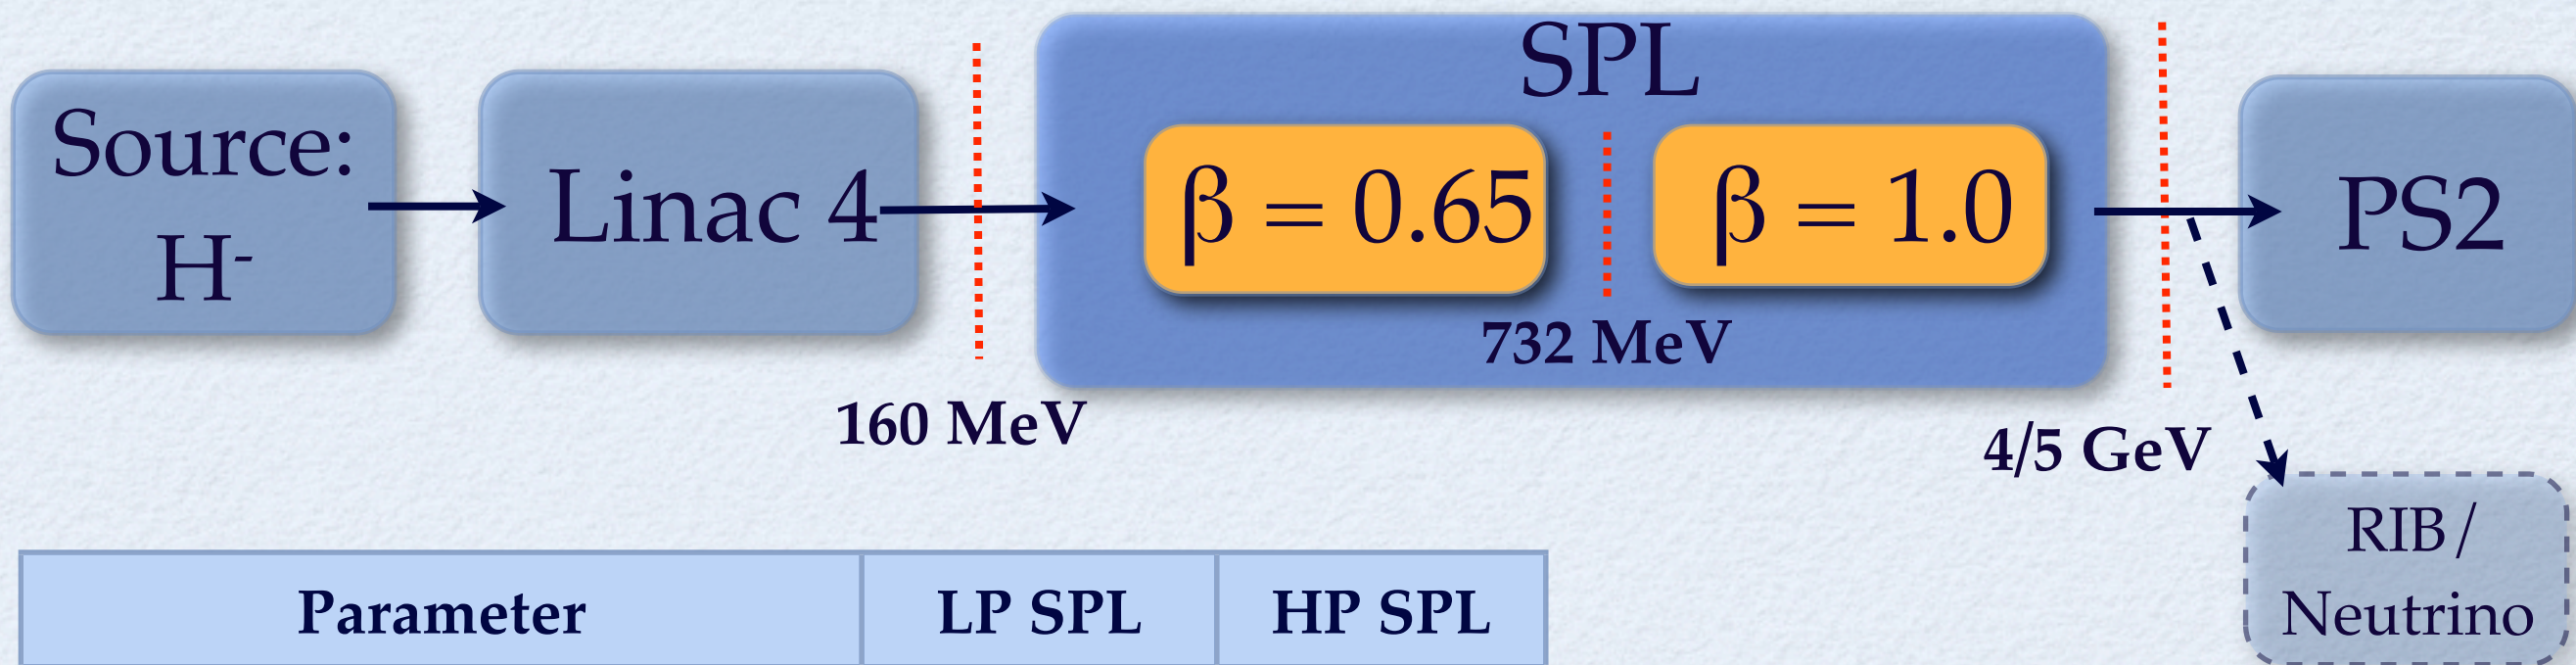 SPL
Source:
H-
Linac 4
β = 0.65
β = 1.0
PS2
732 MeV
160 MeV
4/5 GeV
RIB/
Neutrino
Parameter LP SPL HP SPL